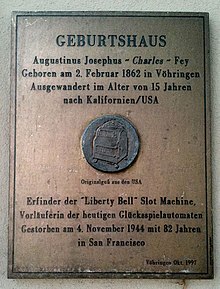 GEBURTSHAUS
Augustinus Josephus - Charles - Fey
Geboren am 2. Februar 1862 in Vöhringen
Ausgewandert im Alter von 15 Jahren
nach Kalifornien/USA
Originalguß aus den USA
Erfinder der "Liberty Bell" Slot Machine,
Vorläuferin der heutigen Glücksspielautomaten
Gestorben am 4. November 1944 mit 82 Jahren
in San Francisco
Vöhringen Okt. 1997